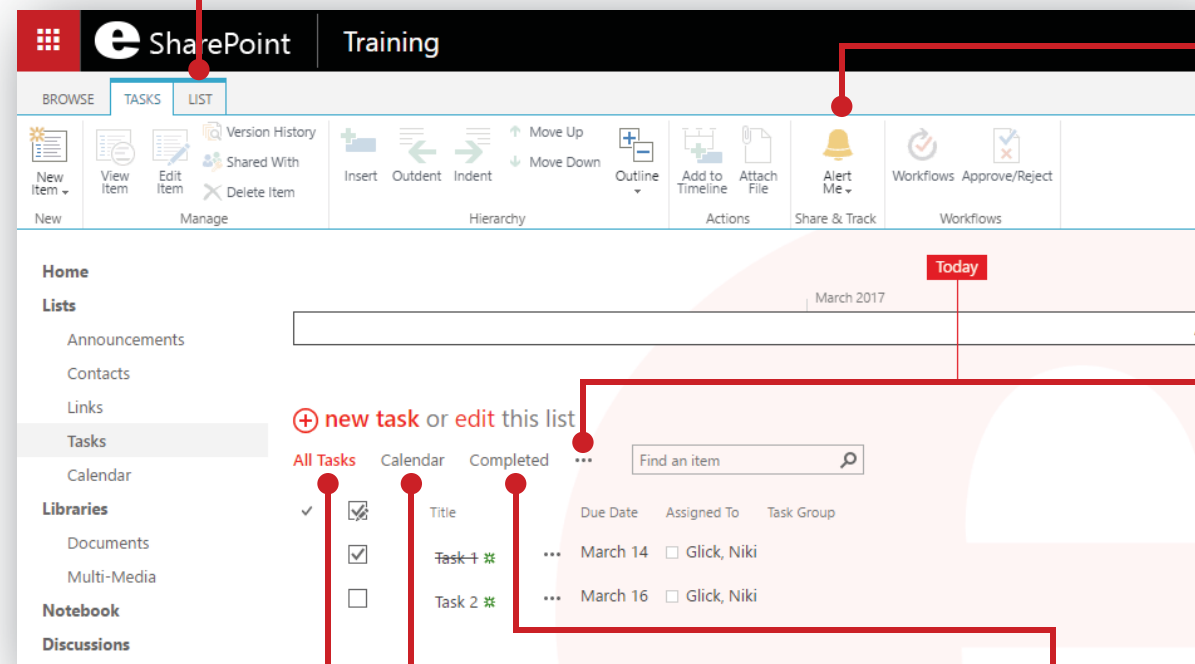 e SharePoint Training
BROWSE TASKS LIST
New Item
View Item
Edit Item
Version History
Shared With
Delete Item
Insert
Outdent
Indent
Move Up
Move Down
Outline
Add to Timeline
Attach File
Alert Me
Workflows
Approve/Reject
New Manage Hierarchy Actions Share & Track Workflows
Today
March 2017
Home
Lists
Announcements
Contacts
Links
Tasks
Calendar
Libraries
Documents
Multi-Media
Notebook
Discussions
new task or edit this list
All Tasks Calendar Completed ... Find an item
Title Due Date Assigned To Task Group
Task 1 ... March 14 Glick, Niki
Task 2 ... March 16 Glick, Niki